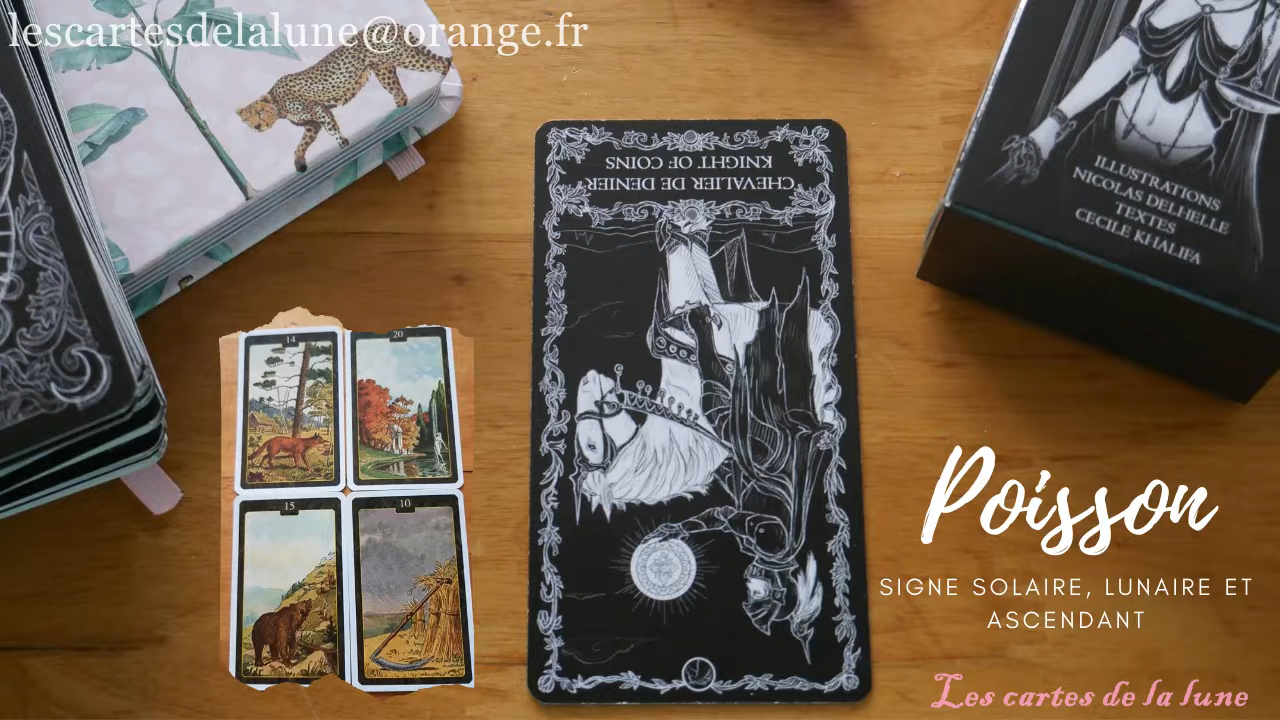 lescartesdelalune@orange.fr
CHEVALIER DE DENIER
KNIGHT OF COINS
ILLUSTRATIONS
NICOLAS DELHELLE
TEXTES
CECILE KHALIFA
14
20
15
10
Poisson
SIGNE SOLAIRE, LUNAIRE ET
ASCENDANT
Les cartes de la lune